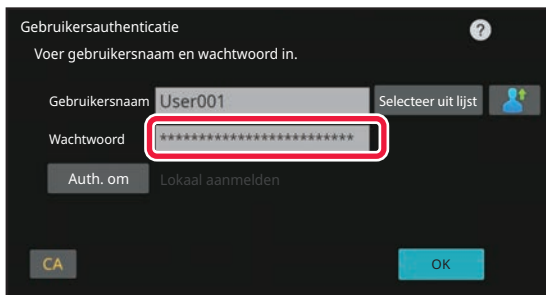 Gebruikersauthenticatie
?
Voer gebruikersnaam en wachtwoord in.
Gebruikersnaam User001 Selecteer uit lijst
Wachtwoord *************************
Auth. om Lokaal aanmelden
CA OK